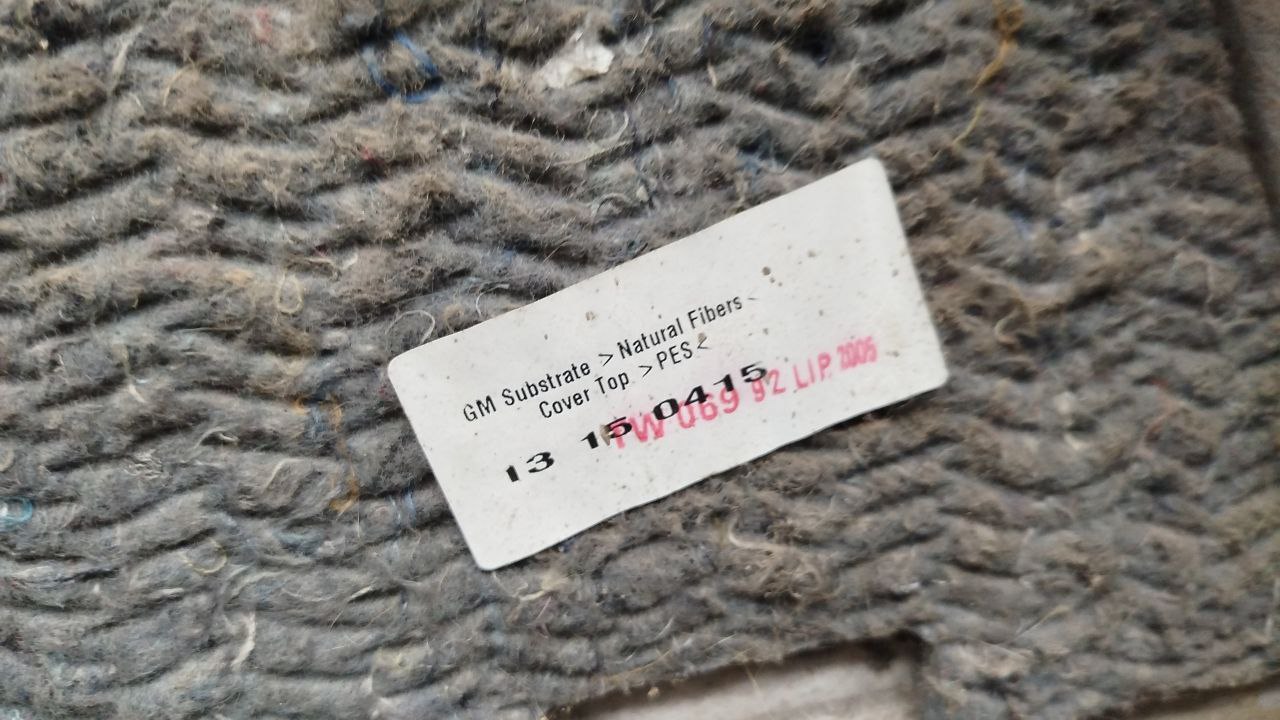 GM Substrate > Natural Fibers <
Cover Top > PES <
13 15 0415
TW 069 92 LIP. 2005